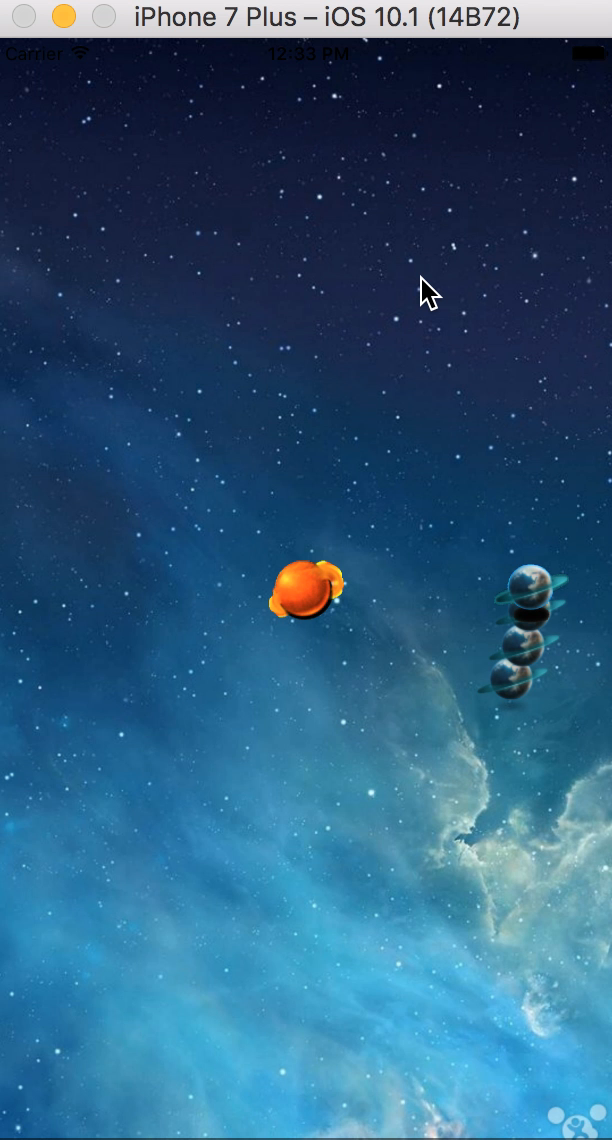 iPhone 7 Plus – iOS 10.1 (14B72)
Carrier 12:33 PM